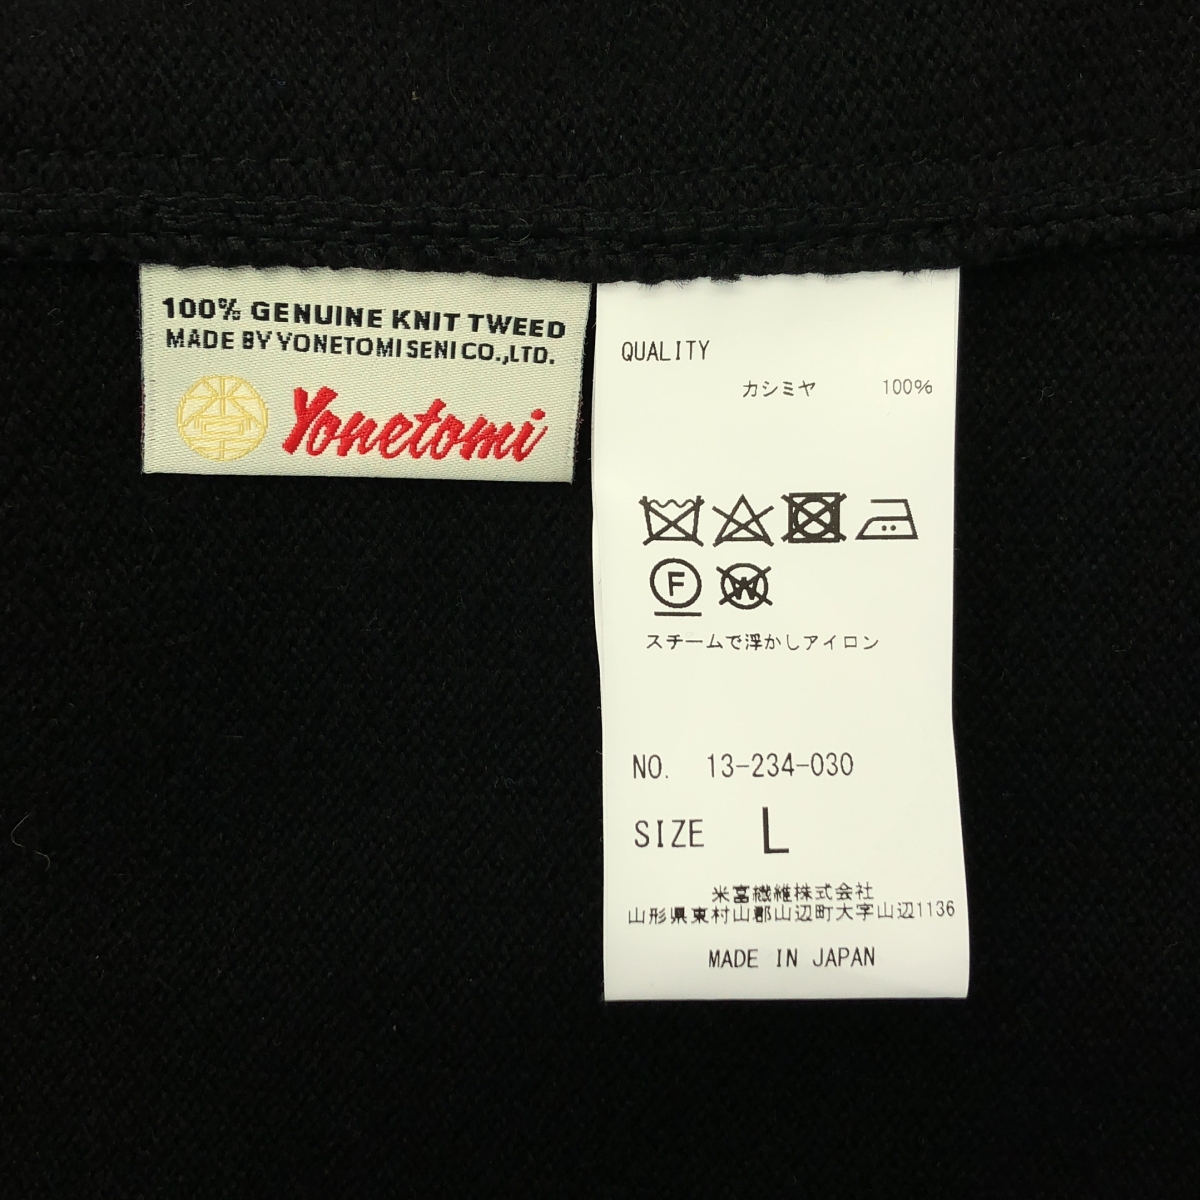 100% GENUINE KNIT TWEED
MADE BY YONETOMI SENI CO.,LTD.
Yonetomi
QUALITY
カシミヤ 100%
F W
スチームで浮かしアイロン
NO. 13-234-030
SIZE L
米富繊維株式会社
山形県東村山郡山辺町大字山辺1136
MADE IN JAPAN